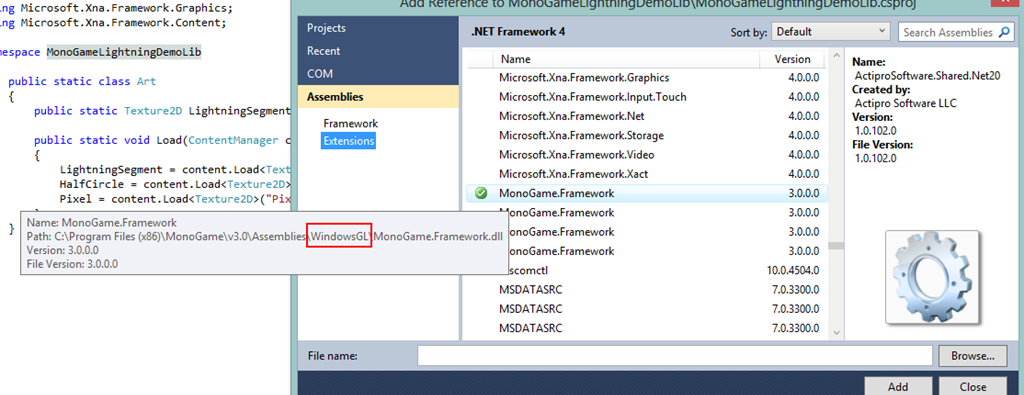 ng Microsoft.Xna.Framework.Graphics;
ng Microsoft.Xna.Framework.Content;
mespace MonoGameLightningDemoLib
public static class Art
{
public static Texture2D LightningSegment
public static void Load(ContentManager c
{
LightningSegment = content.Load<Text
HalfCircle = content.Load<Texture2D>
Pixel = content.Load<Texture2D>("Pix
}
Name: MonoGame.Framework
Path: C:\Program Files (x86)\MonoGame\v3.0\Assemblies\WindowsGL\MonoGame.Framework.dll
Version: 3.0.0.0
File Version: 3.0.0.0
Add Reference to MonoGameLightningDemoLib\MonoGameLightningDemoLib.csproj
Projects
Recent
COM
Assemblies
Framework
Extensions
.NET Framework 4
Sort by: Default
Search Assemblies
Name Version
Microsoft.Xna.Framework.Graphics 4.0.0.0
Microsoft.Xna.Framework.Input.Touch 4.0.0.0
Microsoft.Xna.Framework.Net 4.0.0.0
Microsoft.Xna.Framework.Storage 4.0.0.0
Microsoft.Xna.Framework.Video 4.0.0.0
Microsoft.Xna.Framework.Xact 4.0.0.0
MonoGame.Framework 3.0.0.0
MonoGame.Framework 3.0.0.0
MonoGame.Framework 3.0.0.0
MonoGame.Framework 3.0.0.0
scomctl 10.0.4504.0
MSDATASRC 7.0.3300.0
MSDATASRC 7.0.3300.0
MSDATASRC 7.0.3300.0
Name:
ActiproSoftware.Shared.Net20
Created by:
Actipro Software LLC
Version:
1.0.102.0
File Version:
1.0.102.0
File name:
Browse...
Add
Close